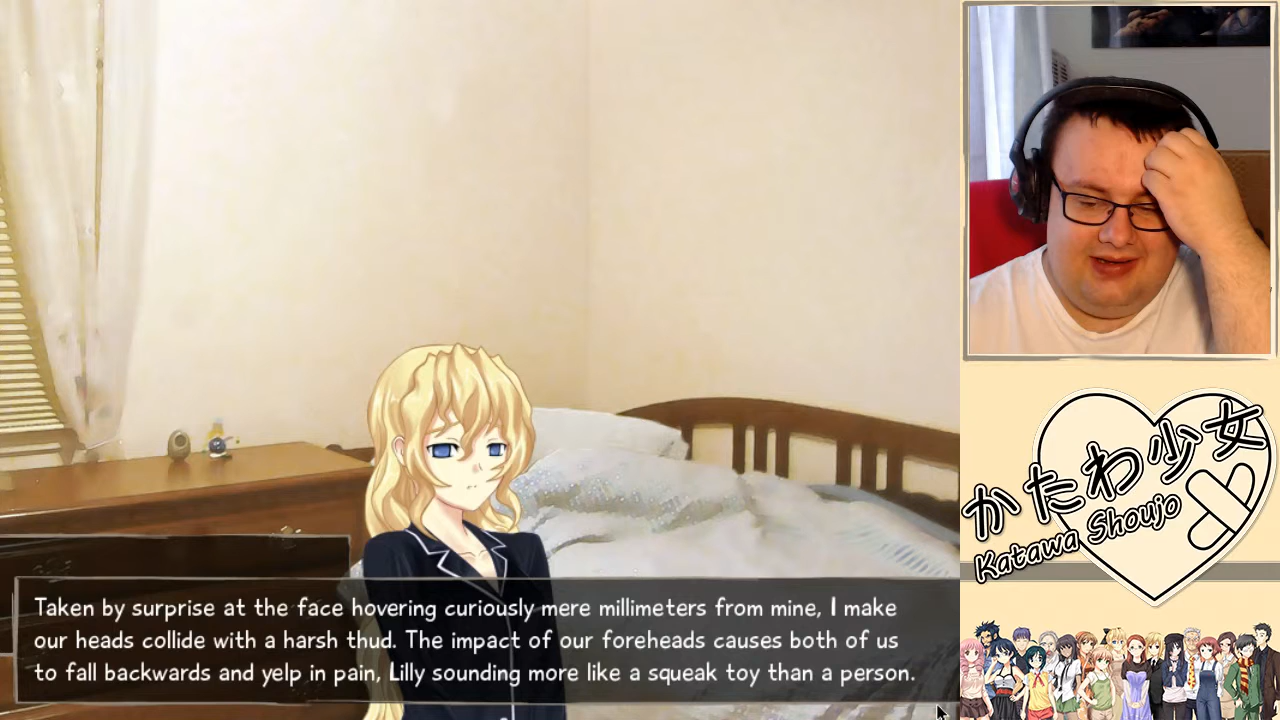 Taken by surprise at the face hovering curiously mere millimeters from mine, I make
our heads collide with a harsh thud. The impact of our foreheads causes both of us
to fall backwards and yelp in pain, Lilly sounding more like a squeak toy than a person.
かたわ少女
Katawa Shoujo